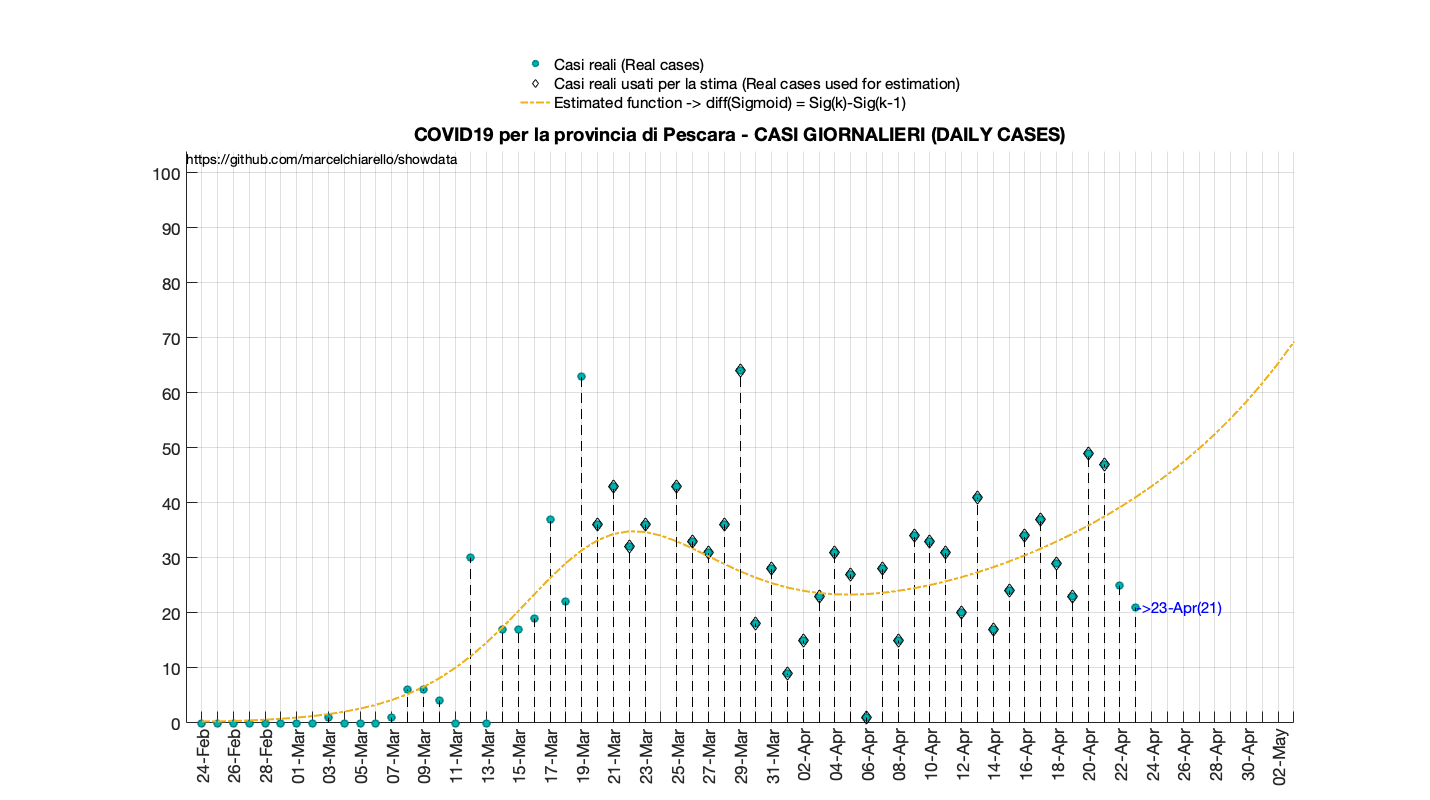 Casi reali (Real cases)
Casi reali usati per la stima (Real cases used for estimation)
Estimated function -> diff(Sigmoid) = Sig(k)-Sig(k-1)
COVID19 per la provincia di Pescara - CASI GIORNALIERI (DAILY CASES)
https://github.com/marcelchiarello/showdata
100
90
80
70
60
50
40
30
20
10
0
->23-Apr(21)
24-Feb
26-Feb
28-Feb
01-Mar
03-Mar
05-Mar
07-Mar
09-Mar
11-Mar
13-Mar
15-Mar
17-Mar
19-Mar
21-Mar
23-Mar
25-Mar
27-Mar
29-Mar
31-Mar
02-Apr
04-Apr
06-Apr
08-Apr
10-Apr
12-Apr
14-Apr
16-Apr
18-Apr
20-Apr
22-Apr
24-Apr
26-Apr
28-Apr
30-Apr
02-May